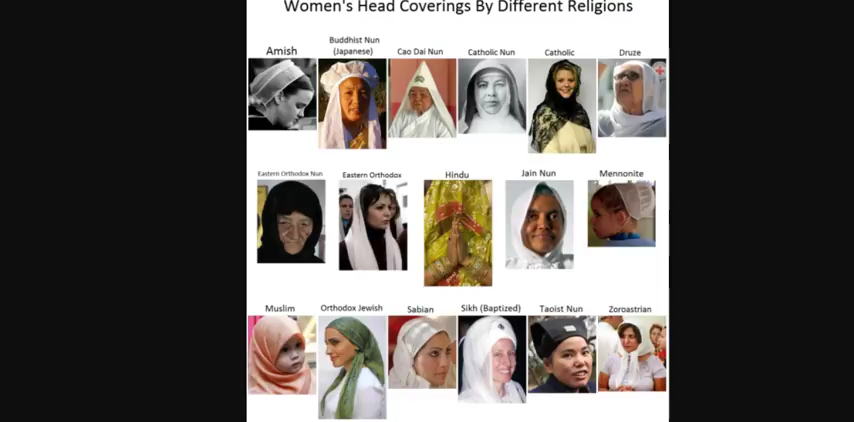 Women's Head Coverings By Different Religions
Amish
Buddhist Nun
(Japanese)
Cao Dai Nun
Catholic Nun
Catholic
Druze
Eastern Orthodox Nun
Eastern Orthodox
Hindu
Jain Nun
Mennonite
Muslim
Orthodox Jewish
Sabian
Sikh (Baptized)
Taoist Nun
Zoroastrian